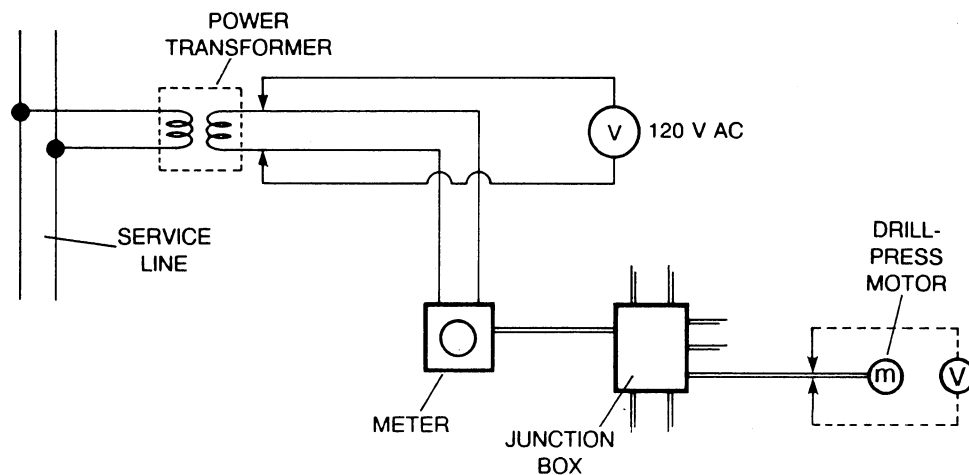 POWER
TRANSFORMER
V
120 V AC
SERVICE
LINE
DRILL-
PRESS
MOTOR
m
V
METER
JUNCTION
BOX